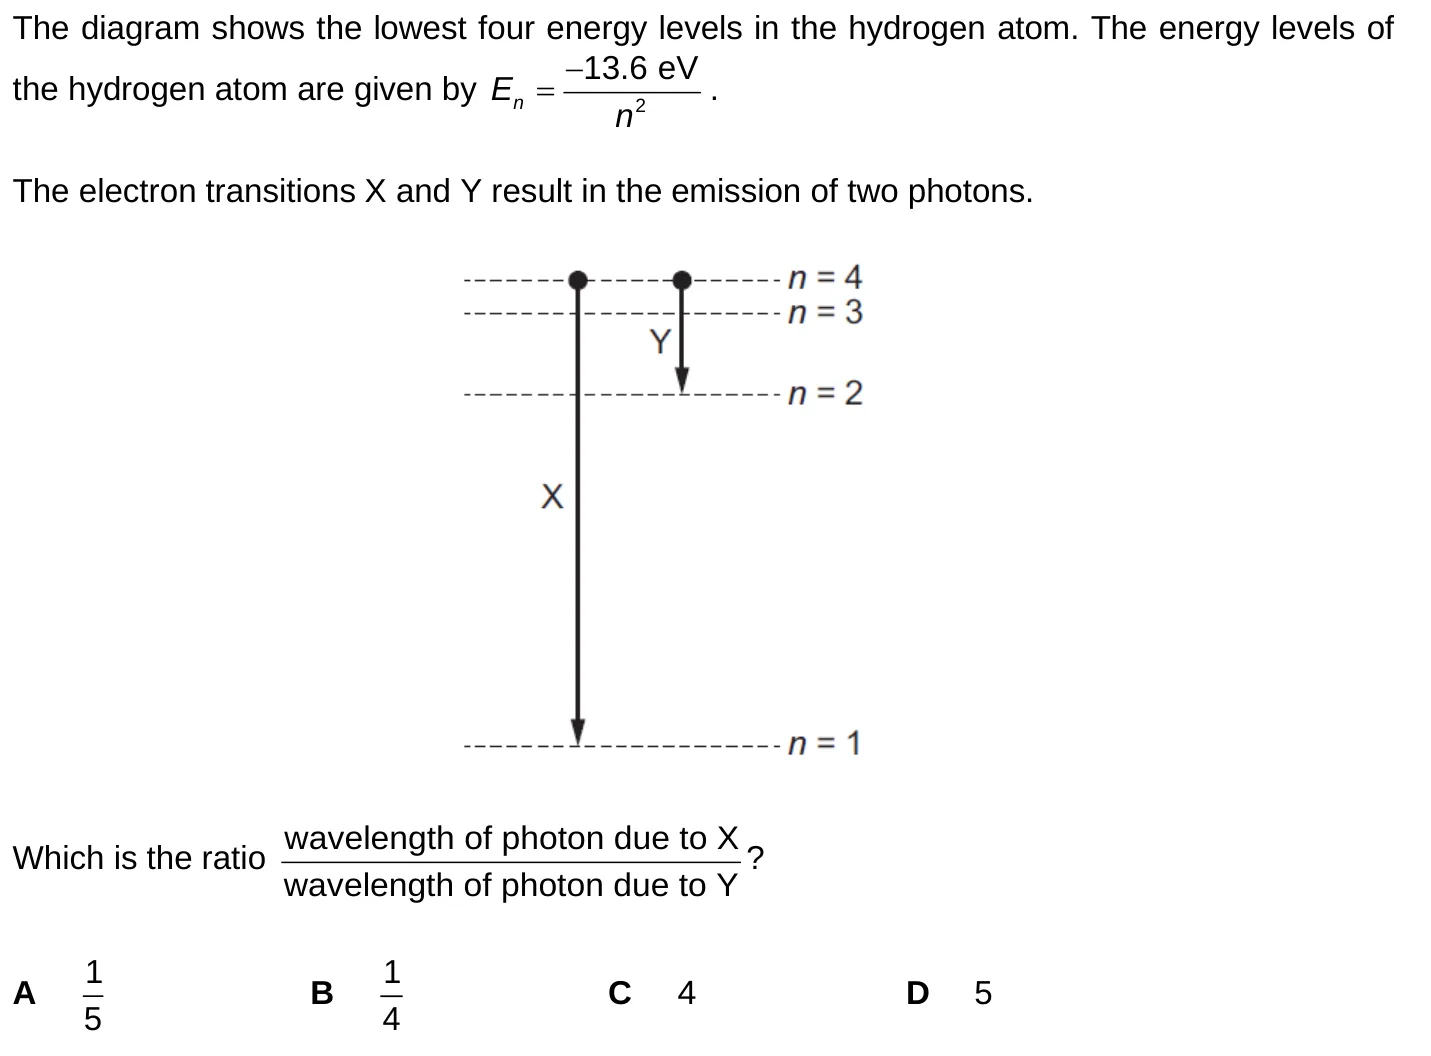 The diagram shows the lowest four energy levels in the hydrogen atom. The energy levels of
the hydrogen atom are given by Eₙ = –13.6 eV / n² .
The electron transitions X and Y result in the emission of two photons.
n = 4
n = 3
Y
n = 2
X
n = 1
Which is the ratio wavelength of photon due to X / wavelength of photon due to Y ?
A 1/5 B 1/4 C 4 D 5